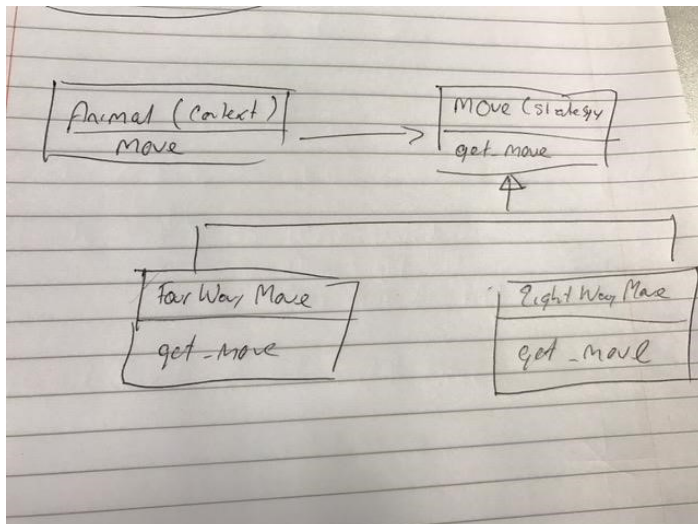 Animal (Context)
Move
Move (Strategy
get_move
Four Way Move
get_move
Eight Way Move
get_move